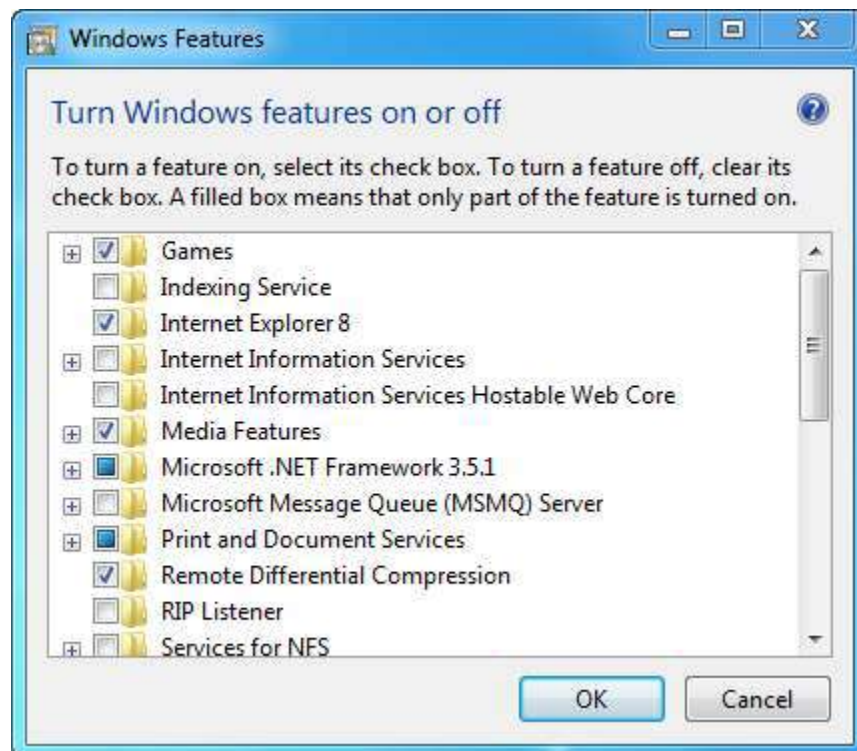 Windows Features
Turn Windows features on or off
To turn a feature on, select its check box. To turn a feature off, clear its
check box. A filled box means that only part of the feature is turned on.
Games
Indexing Service
Internet Explorer 8
Internet Information Services
Internet Information Services Hostable Web Core
Media Features
Microsoft .NET Framework 3.5.1
Microsoft Message Queue (MSMQ) Server
Print and Document Services
Remote Differential Compression
RIP Listener
Services for NFS
OK Cancel